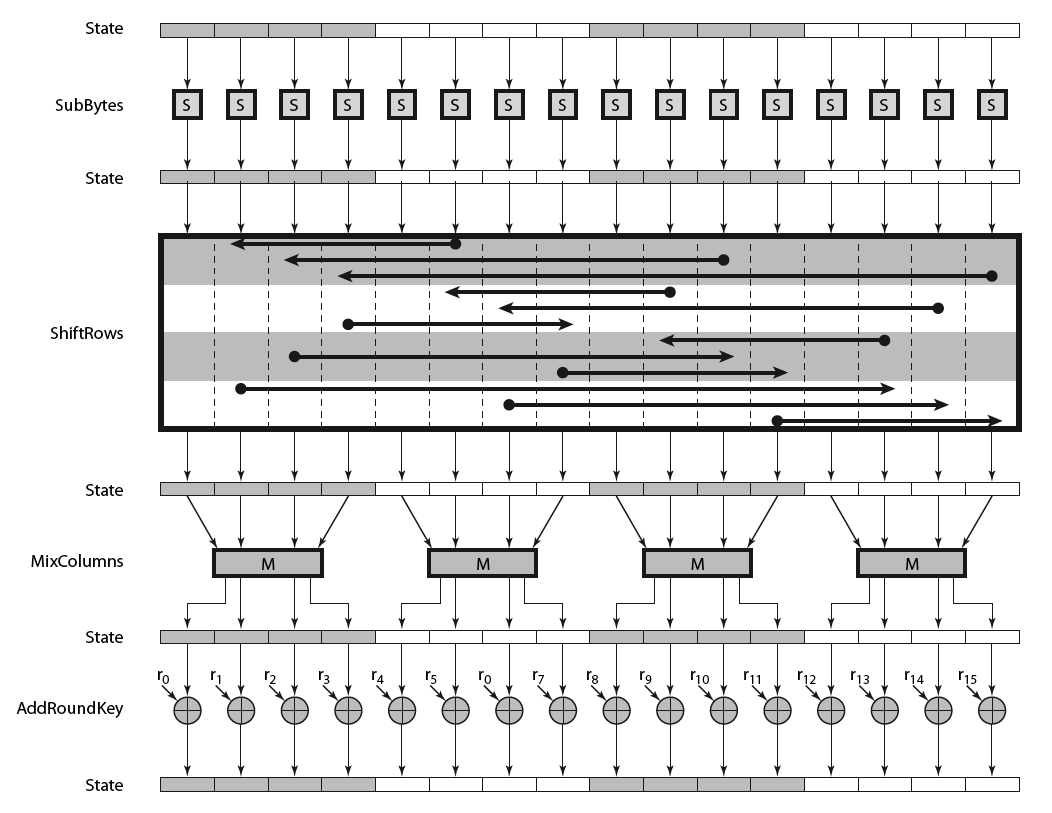 State
SubBytes S S S S S S S S S S S S S S S S
State
ShiftRows
State
MixColumns M M M M
State
r0 r1 r2 r3 r4 r5 r0 r7 r8 r9 r10 r11 r12 r13 r14 r15
AddRoundKey
State